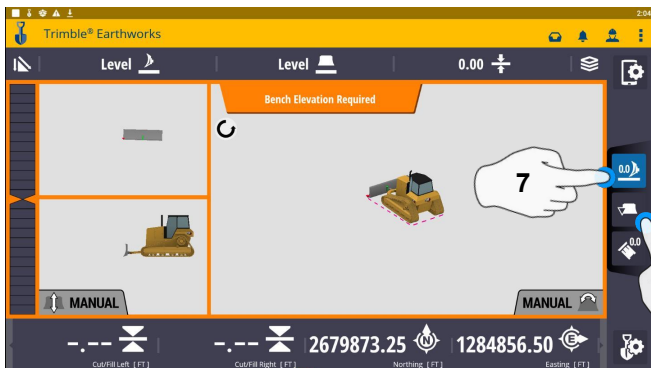 2:04
Trimble® Earthworks
Level
Level
0.00
Bench Elevation Required
7
0.0
0.0
MANUAL
MANUAL
-.--
-.--
2679873.25
N
1284856.50
E
Cut/Fill Left [FT]
Cut/Fill Right [FT]
Northing [FT]
Easting [FT]